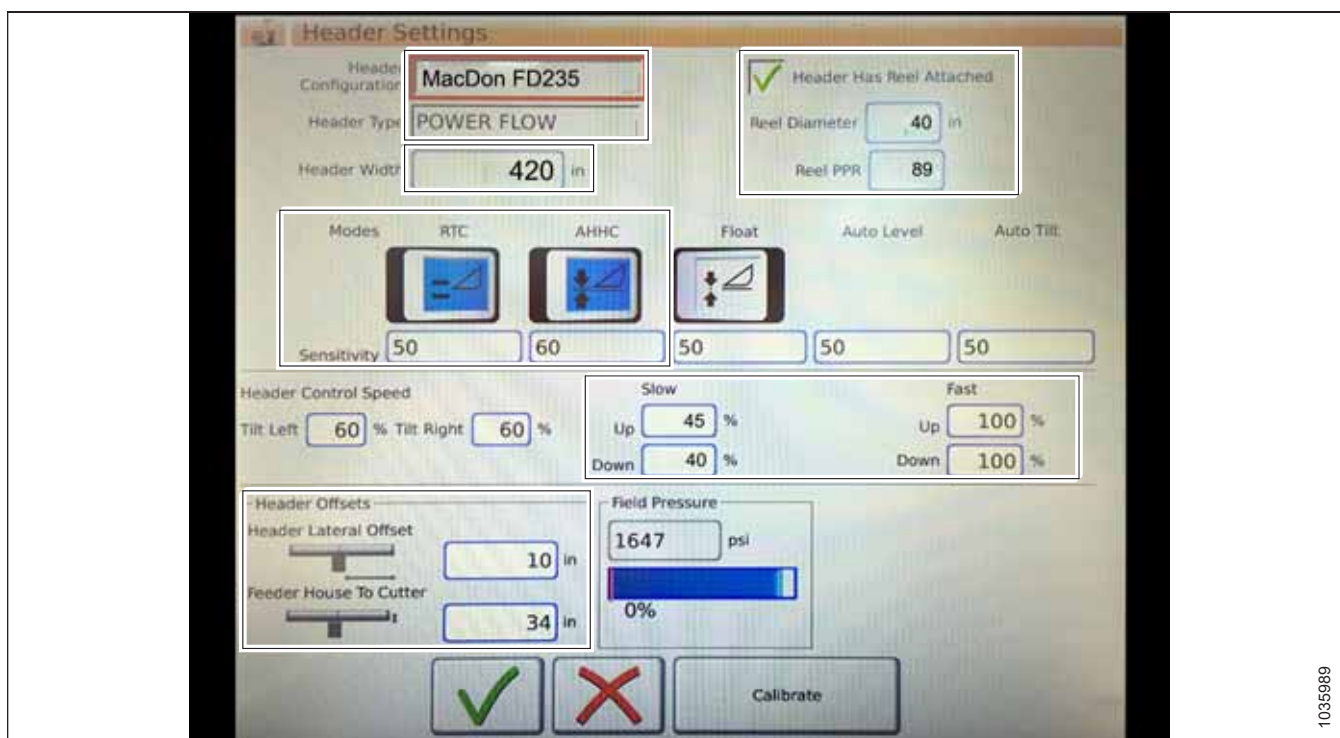 Header Settings
Header Configuration MacDon FD235
Header Type POWER FLOW
Header Width 420 in
Header Has Reel Attached
Reel Diameter 40 in
Reel PPR 89
Modes RTC AHHC Float Auto Level Auto Tilt
Sensitivity 50 60 50 50 50
Header Control Speed
Tilt Left 60 % Tilt Right 60 %
Slow Fast
Up 45 % Up 100 %
Down 40 % Down 100 %
Header Offsets
Header Lateral Offset
10 in
Feeder House To Cutter
34 in
Field Pressure
1647 psi
0%
Calibrate
1035989